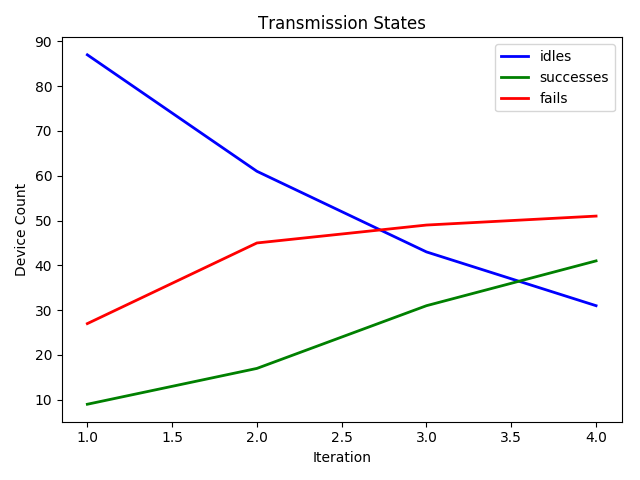 Transmission States
idles
successes
fails
Device Count
90
80
70
60
50
40
30
20
10
1.0 1.5 2.0 2.5 3.0 3.5 4.0
Iteration